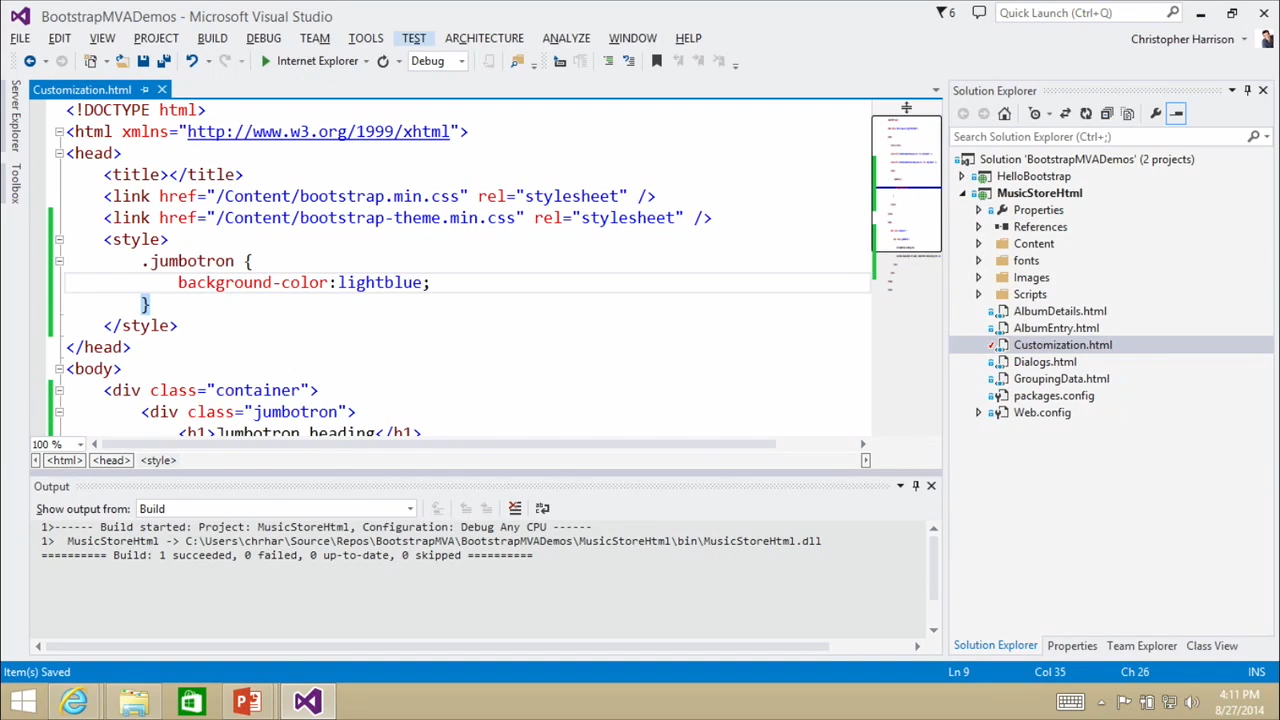 BootstrapMVADemos - Microsoft Visual Studio
6
Quick Launch (Ctrl+Q)
FILE EDIT VIEW PROJECT BUILD DEBUG TEAM TOOLS TEST ARCHITECTURE ANALYZE WINDOW HELP
Christopher Harrison
Internet Explorer
Debug
Server Explorer
Toolbox
Customization.html
<!DOCTYPE html>
<html xmlns="http://www.w3.org/1999/xhtml">
<head>
<title></title>
<link href="/Content/bootstrap.min.css" rel="stylesheet" />
<link href="/Content/bootstrap-theme.min.css" rel="stylesheet" />
<style>
.jumbotron {
background-color:lightblue;
}
</style>
</head>
<body>
<div class="container">
<div class="jumbotron">
<h1>Jumbotron heading</h1>
100 %
<html> <head> <style>
Output
Show output from: Build
1>------ Build started: Project: MusicStoreHtml, Configuration: Debug Any CPU ------
1>  MusicStoreHtml -> C:\Users\chrhar\Source\Repos\BootstrapMVA\BootstrapMVADemos\MusicStoreHtml\bin\MusicStoreHtml.dll
========== Build: 1 succeeded, 0 failed, 0 up-to-date, 0 skipped ==========
Solution Explorer
Search Solution Explorer (Ctrl+;)
Solution 'BootstrapMVADemos' (2 projects)
HelloBootstrap
MusicStoreHtml
Properties
References
Content
fonts
Images
Scripts
AlbumDetails.html
AlbumEntry.html
Customization.html
Dialogs.html
GroupingData.html
packages.config
Web.config
Solution Explorer Properties Team Explorer Class View
Item(s) Saved
Ln 9 Col 35 Ch 26 INS
4:11 PM
8/27/2014